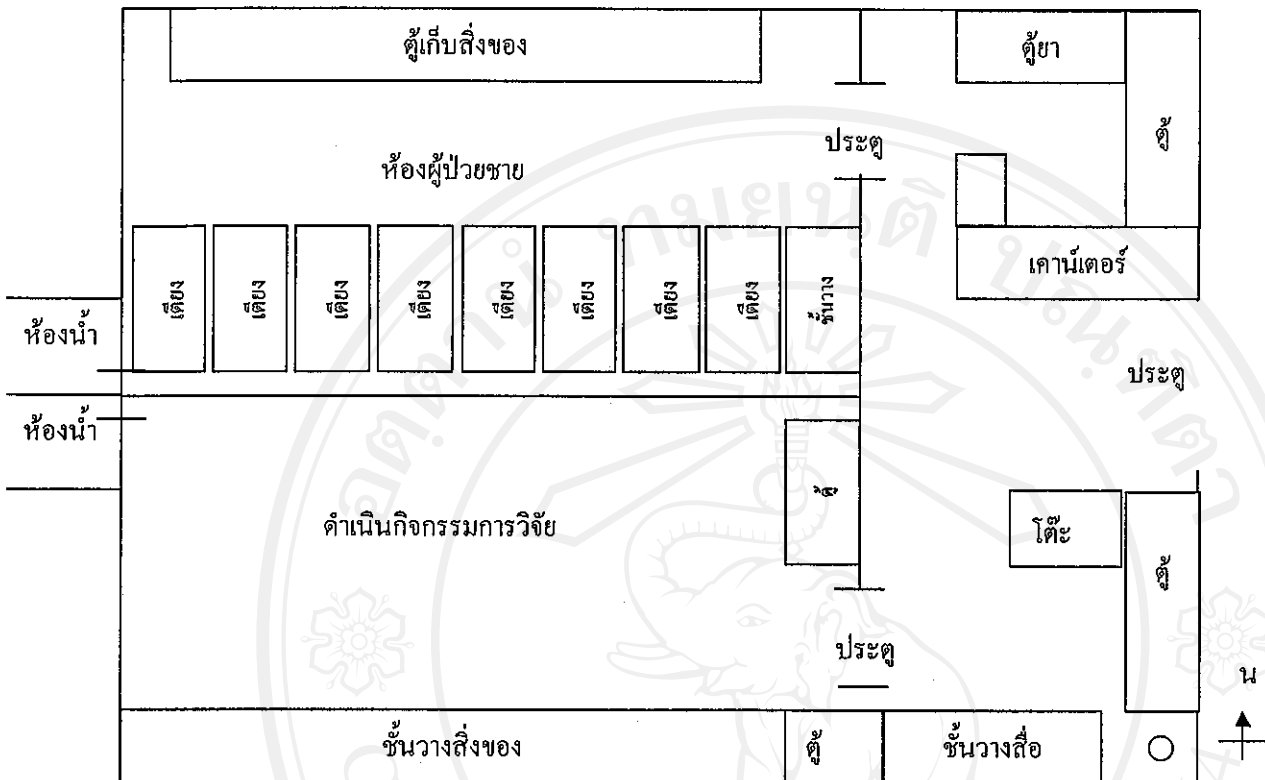 ตู้เก็บสิ่งของ
ตู้ยา
ตู้
ประตู
ห้องผู้ป่วยชาย
เคาน์เตอร์
เตียง
เตียง
เตียง
เตียง
เตียง
เตียง
เตียง
เตียง
ชั้นวาง
ห้องน้ำ
ประตู
ห้องน้ำ
ตู้
ดำเนินกิจกรรมการวิจัย
โต๊ะ
ตู้
ประตู
น
ชั้นวางสิ่งของ
ตู้
ชั้นวางสื่อ